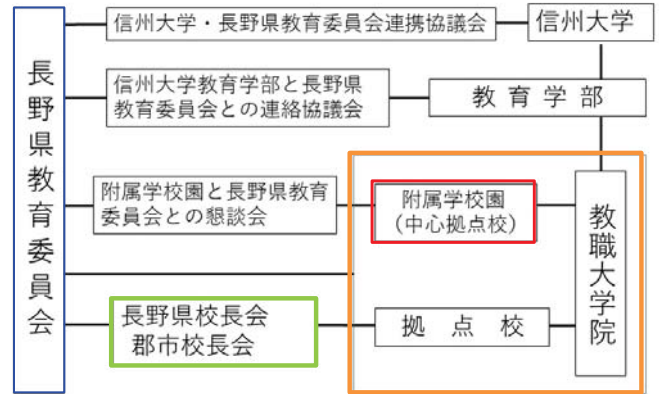 長野県教育委員会
信州大学・長野県教育委員会連携協議会
信州大学
信州大学教育学部と長野県
教育委員会との連絡協議会
教育学部
附属学校園と長野県教育
委員会との懇談会
附属学校園
（中心拠点校）
教職大学院
長野県校長会
郡市校長会
拠点校